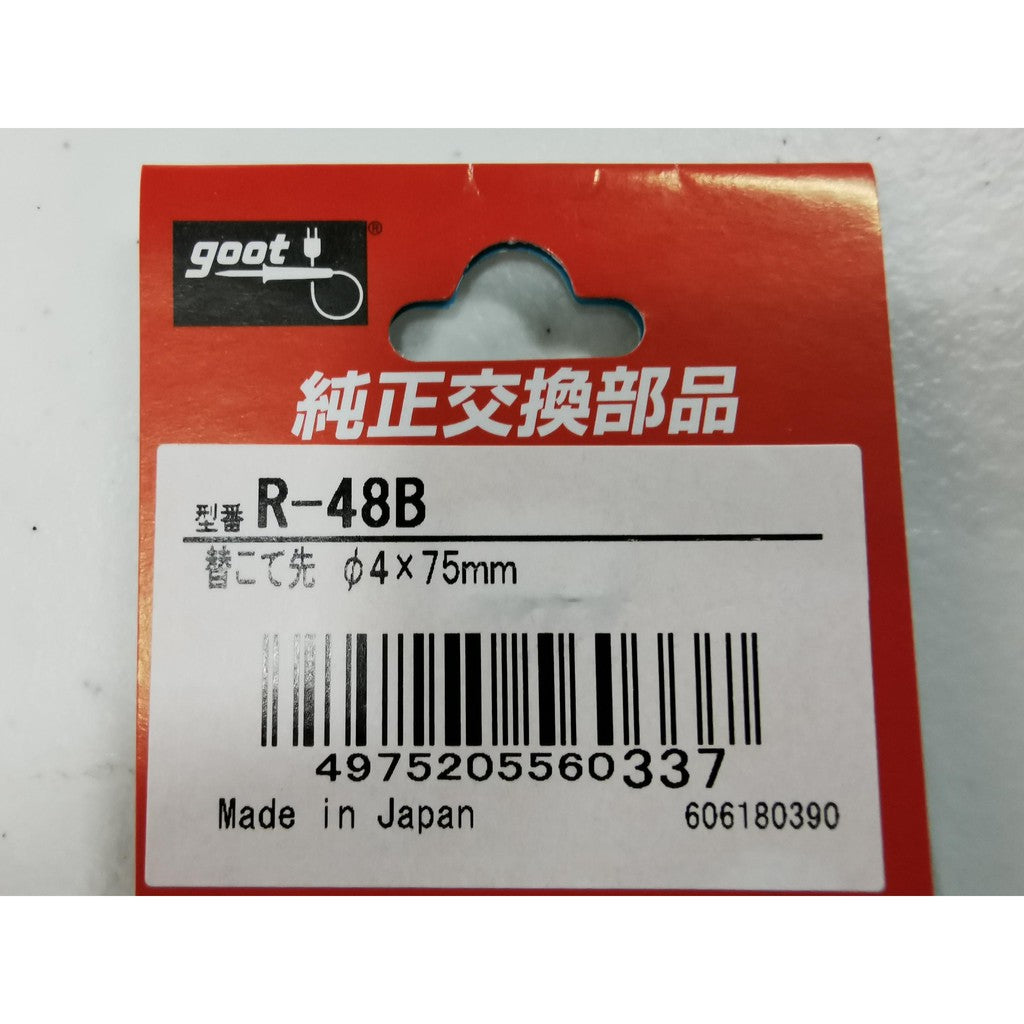 goot ®
純正交換部品
型番 R-48B
替こて先 φ4×75mm
4975205560337
Made in Japan 606180390